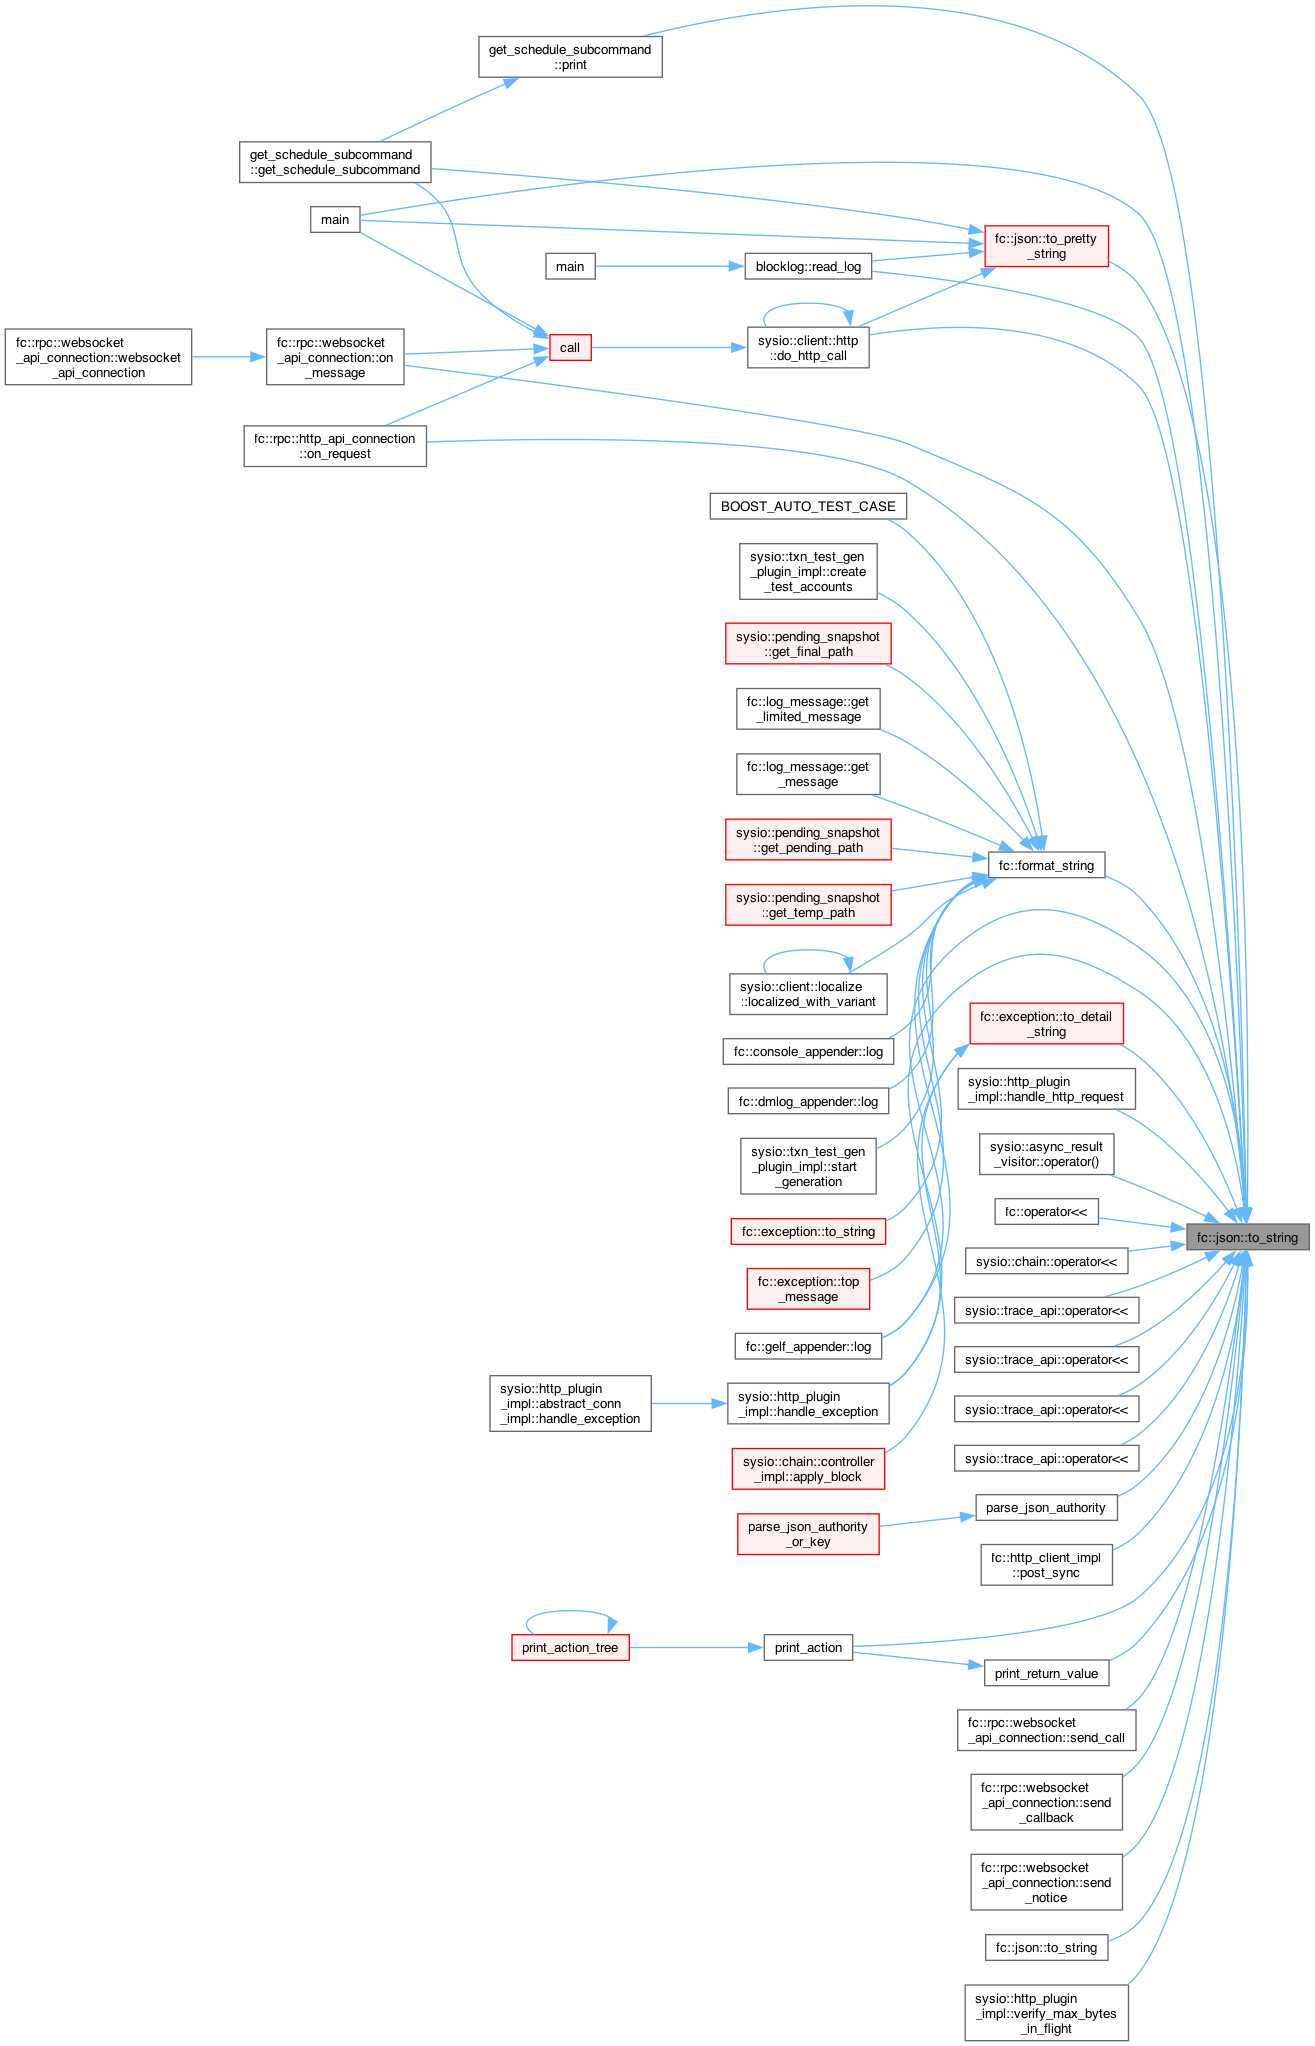 get_schedule_subcommand
::print
get_schedule_subcommand
::get_schedule_subcommand
main
fc::json::to_pretty
_string
main
blocklog::read_log
fc::rpc::websocket
_api_connection::websocket
_api_connection
fc::rpc::websocket
_api_connection::on
_message
call
sysio::client::http
::do_http_call
fc::rpc::http_api_connection
::on_request
BOOST_AUTO_TEST_CASE
sysio::txn_test_gen
_plugin_impl::create
_test_accounts
sysio::pending_snapshot
::get_final_path
fc::log_message::get
_limited_message
fc::log_message::get
_message
sysio::pending_snapshot
::get_pending_path
fc::format_string
sysio::pending_snapshot
::get_temp_path
sysio::client::localize
::localized_with_variant
fc::exception::to_detail
_string
fc::console_appender::log
sysio::http_plugin
_impl::handle_http_request
fc::dmlog_appender::log
sysio::async_result
_visitor::operator()
sysio::txn_test_gen
_plugin_impl::start
_generation
fc::operator<<
fc::exception::to_string
fc::json::to_string
sysio::chain::operator<<
fc::exception::top
_message
sysio::trace_api::operator<<
fc::gelf_appender::log
sysio::trace_api::operator<<
sysio::http_plugin
_impl::abstract_conn
_impl::handle_exception
sysio::http_plugin
_impl::handle_exception
sysio::trace_api::operator<<
sysio::chain::controller
_impl::apply_block
sysio::trace_api::operator<<
parse_json_authority
parse_json_authority
_or_key
fc::http_client_impl
::post_sync
print_action_tree
print_action
print_return_value
fc::rpc::websocket
_api_connection::send_call
fc::rpc::websocket
_api_connection::send
_callback
fc::rpc::websocket
_api_connection::send
_notice
fc::json::to_string
sysio::http_plugin
_impl::verify_max_bytes
_in_flight